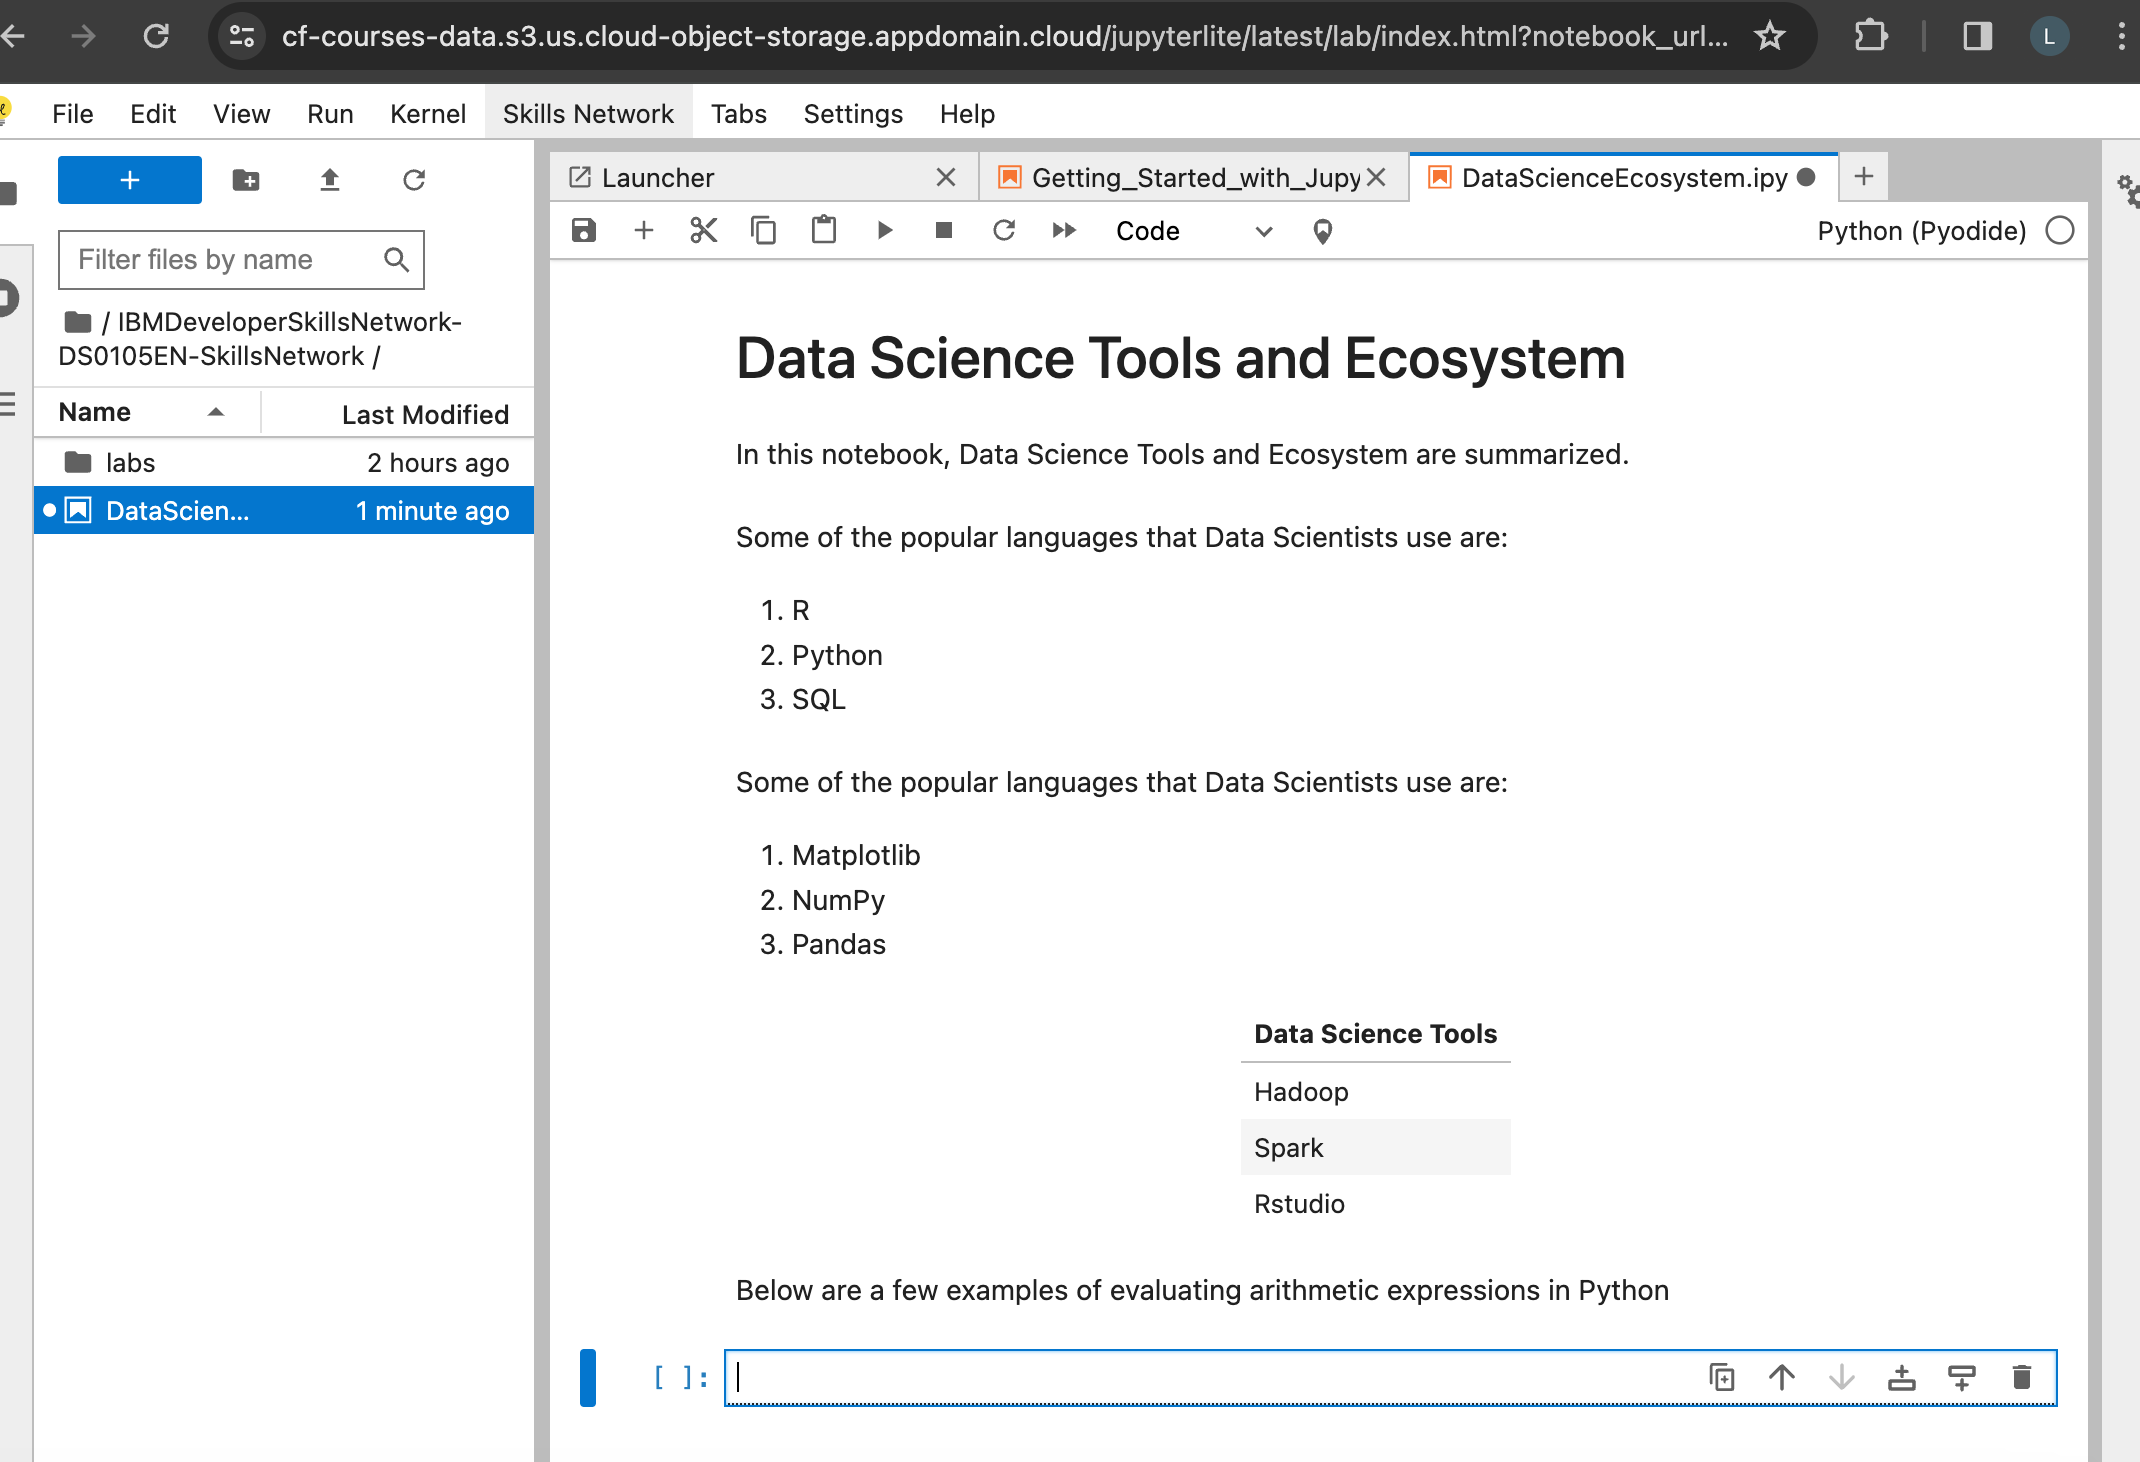 cf-courses-data.s3.us.cloud-object-storage.appdomain.cloud/jupyterlite/latest/lab/index.html?notebook_url...
L
File Edit View Run Kernel Skills Network Tabs Settings Help
Launcher
Getting_Started_with_Jupy
DataScienceEcosystem.ipy
Code
Python (Pyodide)
Filter files by name
/ IBMDeveloperSkillsNetwork-
DS0105EN-SkillsNetwork /
Name Last Modified
labs 2 hours ago
DataScien... 1 minute ago
Data Science Tools and Ecosystem
In this notebook, Data Science Tools and Ecosystem are summarized.
Some of the popular languages that Data Scientists use are:
1. R
2. Python
3. SQL
Some of the popular languages that Data Scientists use are:
1. Matplotlib
2. NumPy
3. Pandas
Data Science Tools
Hadoop
Spark
Rstudio
Below are a few examples of evaluating arithmetic expressions in Python
[ ]: